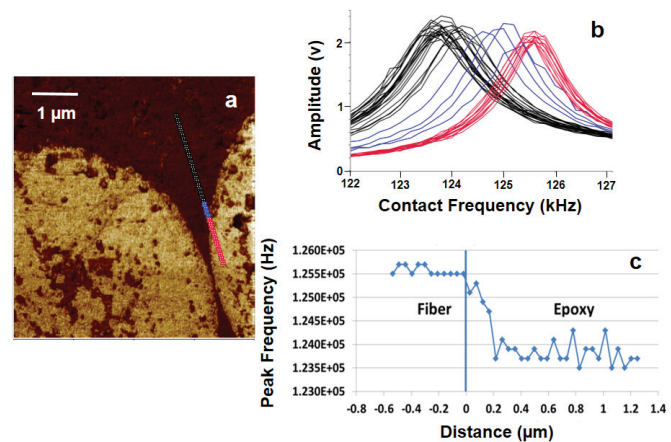 a
1 µm
b
Amplitude (v)
2
1
0
122 123 124 125 126 127
Contact Frequency (kHz)
c
Peak Frequency (Hz)
1.260E+05
1.255E+05
1.250E+05
1.245E+05
1.240E+05
1.235E+05
1.230E+05
Fiber
Epoxy
-0.8 -0.6 -0.4 -0.2 0 0.2 0.4 0.6 0.8 1 1.2 1.4
Distance (µm)